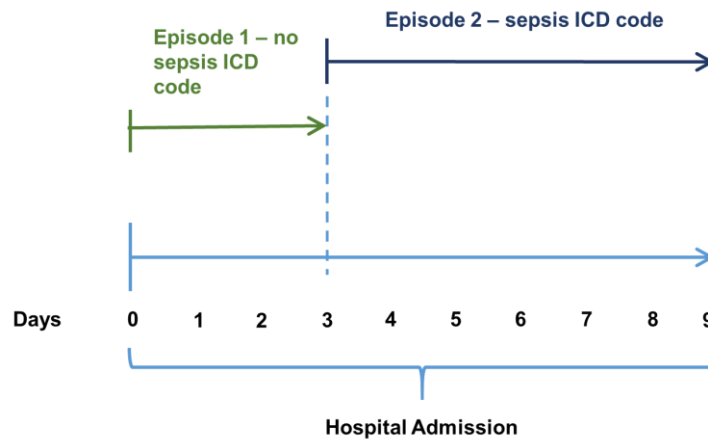 Episode 1 – no
sepsis ICD
code
Episode 2 – sepsis ICD code
Days 0 1 2 3 4 5 6 7 8 9
Hospital Admission